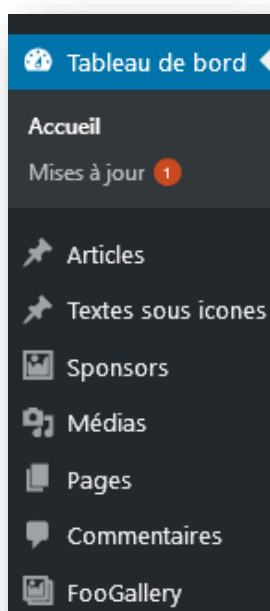 Tableau de bord
Accueil
Mises à jour 1
Articles
Textes sous icones
Sponsors
Médias
Pages
Commentaires
FooGallery